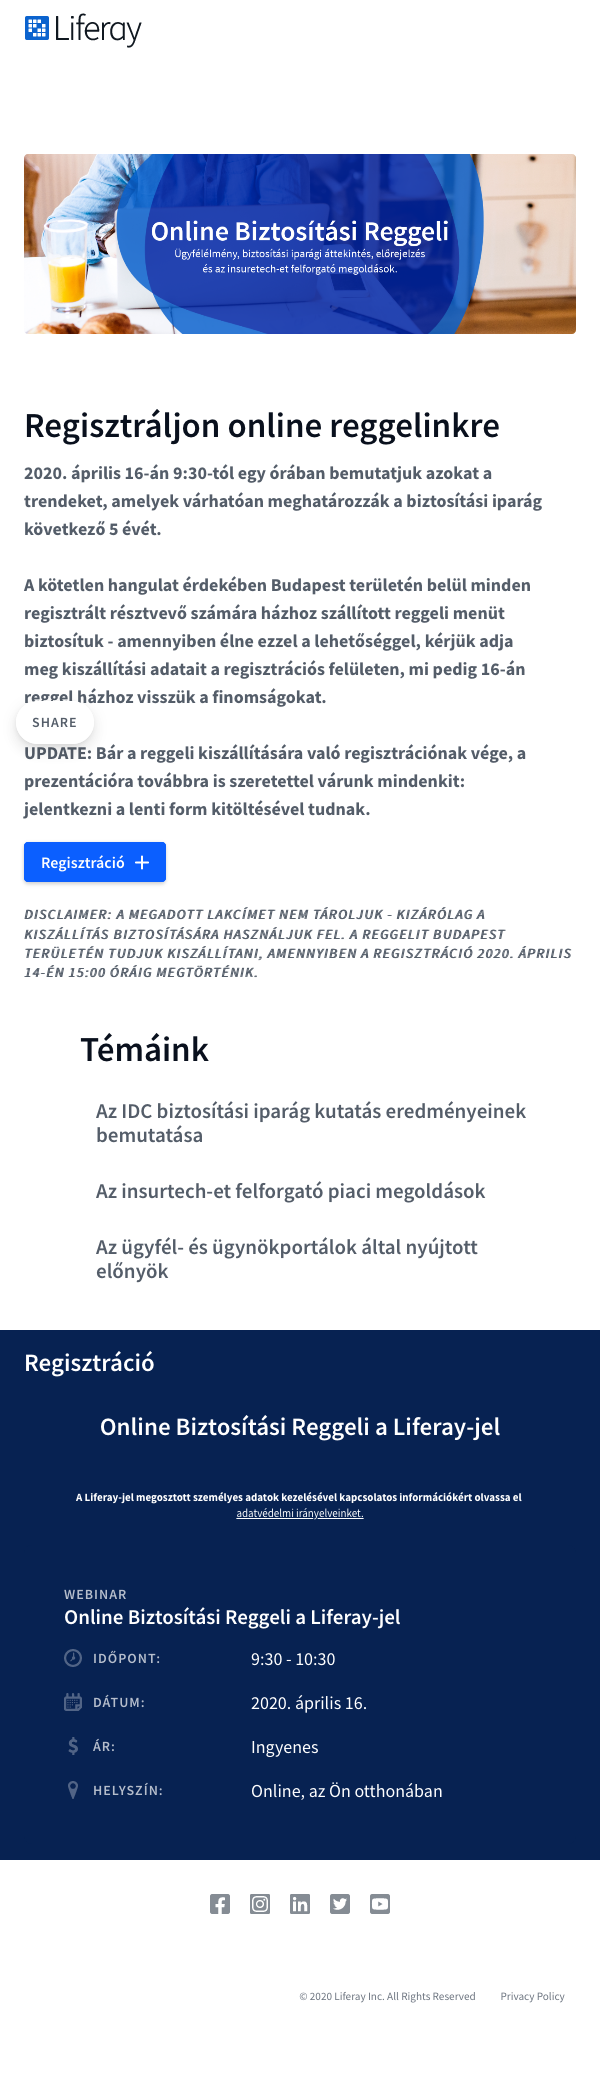 Liferay
Online Biztosítási Reggeli
Ügyfélélmény, biztosítási iparági áttekintés, előrejelzés
és az insuretech-et felforgató megoldások.
Regisztráljon online reggelinkre
2020. április 16-án 9:30-tól egy órában bemutatjuk azokat a
trendeket, amelyek várhatóan meghatározzák a biztosítási iparág
következő 5 évét.
A kötetlen hangulat érdekében Budapest területén belül minden
regisztrált résztvevő számára házhoz szállított reggeli menüt
biztosítuk - amennyiben élne ezzel a lehetőséggel, kérjük adja
meg kiszállítási adatait a regisztrációs felületen, mi pedig 16-án
reggel házhoz visszük a finomságokat.
SHARE
UPDATE: Bár a reggeli kiszállítására való regisztrációnak vége, a
prezentációra továbbra is szeretettel várunk mindenkit:
jelentkezni a lenti form kitöltésével tudnak.
Regisztráció
DISCLAIMER: A MEGADOTT LAKCÍMET NEM TÁROLJUK - KIZÁRÓLAG A
KISZÁLLÍTÁS BIZTOSÍTÁSÁRA HASZNÁLJUK FEL. A REGGELIT BUDAPEST
TERÜLETÉN TUDJUK KISZÁLLÍTANI, AMENNYIBEN A REGISZTRÁCIÓ 2020. ÁPRILIS
14-ÉN 15:00 ÓRÁIG MEGTÖRTÉNIK.
Témáink
Az IDC biztosítási iparág kutatás eredményeinek
bemutatása
Az insurtech-et felforgató piaci megoldások
Az ügyfél- és ügynökportálok által nyújtott
előnyök
Regisztráció
Online Biztosítási Reggeli a Liferay-jel
A Liferay-jel megosztott személyes adatok kezelésével kapcsolatos információkért olvassa el
adatvédelmi irányelveinket.
WEBINAR
Online Biztosítási Reggeli a Liferay-jel
IDŐPONT: 9:30 - 10:30
DÁTUM: 2020. április 16.
ÁR: Ingyenes
HELYSZÍN: Online, az Ön otthonában
© 2020 Liferay Inc. All Rights Reserved Privacy Policy